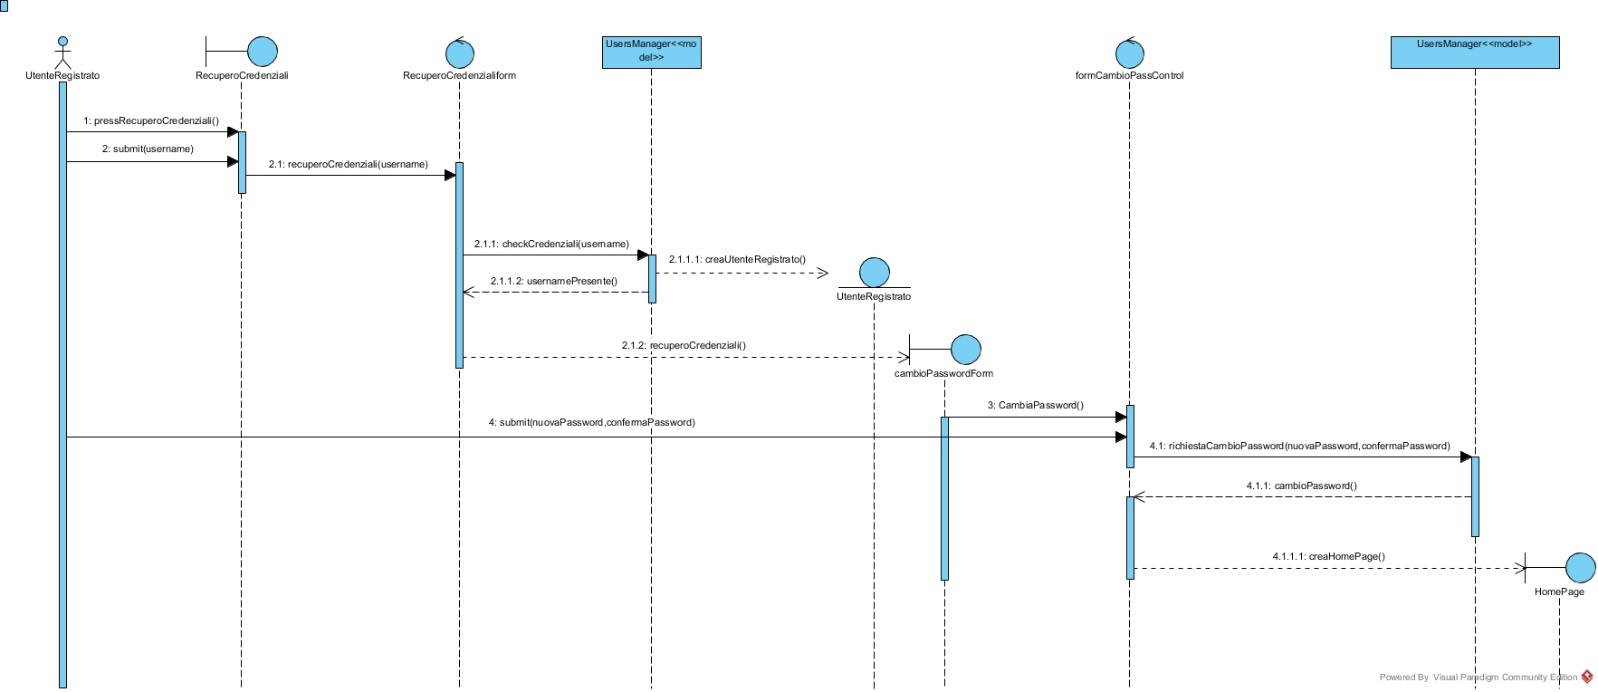 UsersManager<<mo
del>>
UsersManager<<model>>
UtenteRegistrato
RecuperoCredenziali
RecuperoCredenzialiform
formCambioPassControl
1: pressRecuperoCredenziali()
2: submit(username)
2.1: recuperoCredenziali(username)
2.1.1: checkCredenziali(username)
2.1.1.1: creaUtenteRegistrato()
2.1.1.2: usernamePresente()
UtenteRegistrato
2.1.2: recuperoCredenziali()
cambioPasswordForm
3: CambiaPassword()
4: submit(nuovaPassword,confermaPassword)
4.1: richiestaCambioPassword(nuovaPassword,confermaPassword)
4.1.1: cambioPassword()
4.1.1.1: creaHomePage()
HomePage
Powered By Visual Paradigm Community Edition